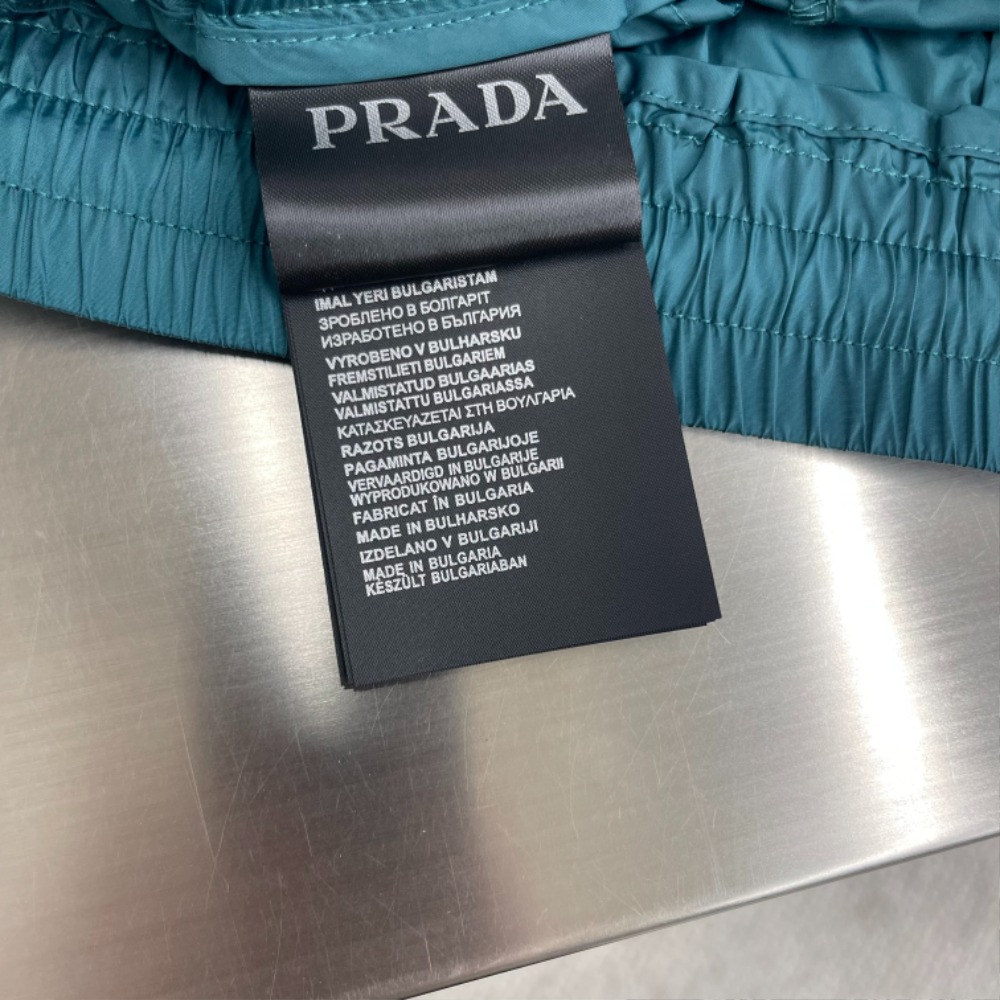 PRADA
IMAL YERI BULGARISTAM
ЗРОБЛЕНО В БОЛГАРІТ
ИЗРАБОТЕНО В БЪЛГАРИЯ
VYROBENO V BULHARSKU
FREMSTILIETI BULGARIEM
VALMISTATUD BULGAARIAS
VALMISTATTU BULGARIASSA
ΚΑΤΑΣΚΕΥΑΖΕΤΑΙ ΣΤΗ ΒΟΥΛΓΑΡΙΑ
RAZOTS BULGARIJA
PAGAMINTA BULGARIJOJE
VERVAARDIGD IN BULGARIJE
WYPRODUKOWANO W BULGARII
FABRICAT ÎN BULGARIA
MADE IN BULHARSKO
IZDELANO V BULGARIJI
MADE IN BULGARIA
KÉSZÜLT BULGARIABAN